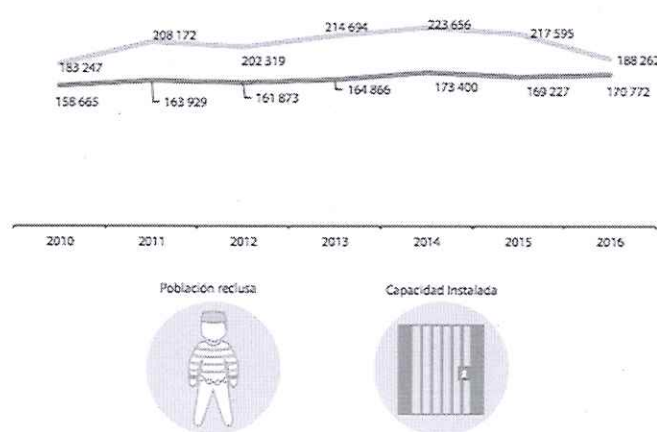 208 172 214 694 223 656 217 595
183 247 202 319 188 262
158 665 163 929 161 873 164 866 173 400 169 227 170 772
2010 2011 2012 2013 2014 2015 2016
Población reclusa Capacidad Instalada